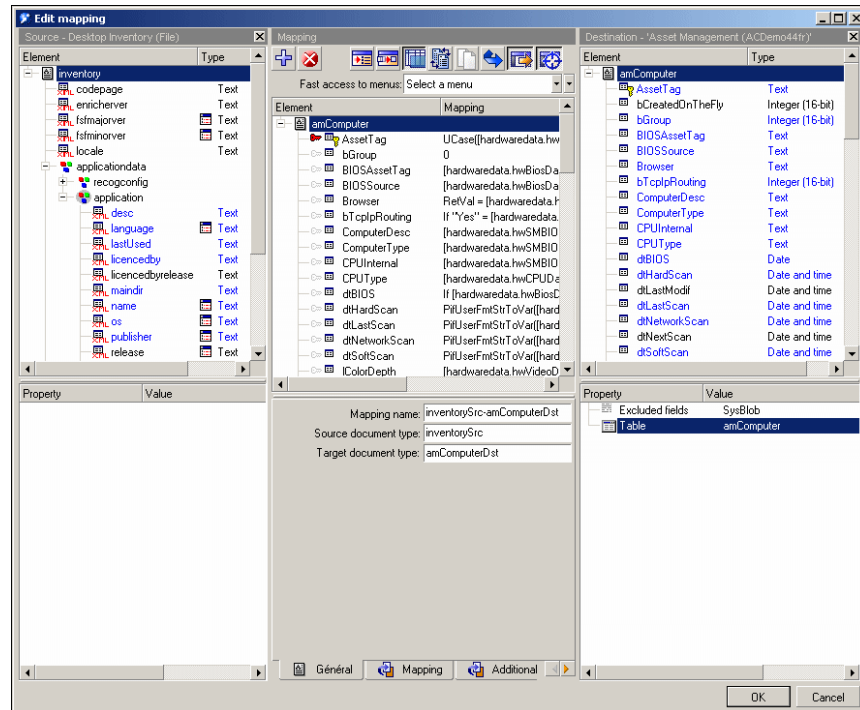 Edit mapping
Source - Desktop Inventory (File)
Element Type
inventory
codepage Text
enricherver Text
fsfmajorver Text
fsfminorver Text
locale Text
applicationdata
recogconfig
application
desc Text
language Text
lastUsed Text
licencedby Text
licencedbyrelease Text
maindir Text
name Text
os Text
publisher Text
release Text
Property Value
Mapping
Fast access to menus: Select a menu
Element Mapping
amComputer
AssetTag UCase([hardwaredata.hw
bGroup 0
BIOSAssetTag [hardwaredata.hwBiosDa
BIOSSource [hardwaredata.hwBiosDa
Browser RetVal = [hardwaredata.h
bTcpIpRouting If "Yes" = [hardwaredata.
ComputerDesc [hardwaredata.hwSMBIO
ComputerType [hardwaredata.hwSMBIO
CPUInternal [hardwaredata.hwSMBIO
CPUType [hardwaredata.hwCPUDa
dtBIOS If [hardwaredata.hwBiosD
dtHardScan PifUserFmtStrToVar([hard
dtLastScan PifUserFmtStrToVar([hard
dtNetworkScan PifUserFmtStrToVar([hard
dtSoftScan PifUserFmtStrToVar([hard
lColorDepth [hardwaredata.hwVideoD
Mapping name: inventorySrc-amComputerDst
Source document type: inventorySrc
Target document type: amComputerDst
Général Mapping Additional
Destination - 'Asset Management (ACDemo44fr)'
Element Type
amComputer
AssetTag Text
bCreatedOnTheFly Integer (16-bit)
bGroup Integer (16-bit)
BIOSAssetTag Text
BIOSSource Text
Browser Text
bTcpIpRouting Integer (16-bit)
ComputerDesc Text
ComputerType Text
CPUInternal Text
CPUType Text
dtBIOS Date
dtHardScan Date and time
dtLastModif Date and time
dtLastScan Date and time
dtNetworkScan Date and time
dtNextScan Date and time
dtSoftScan Date and time
Property Value
Excluded fields SysBlob
Table amComputer
OK Cancel